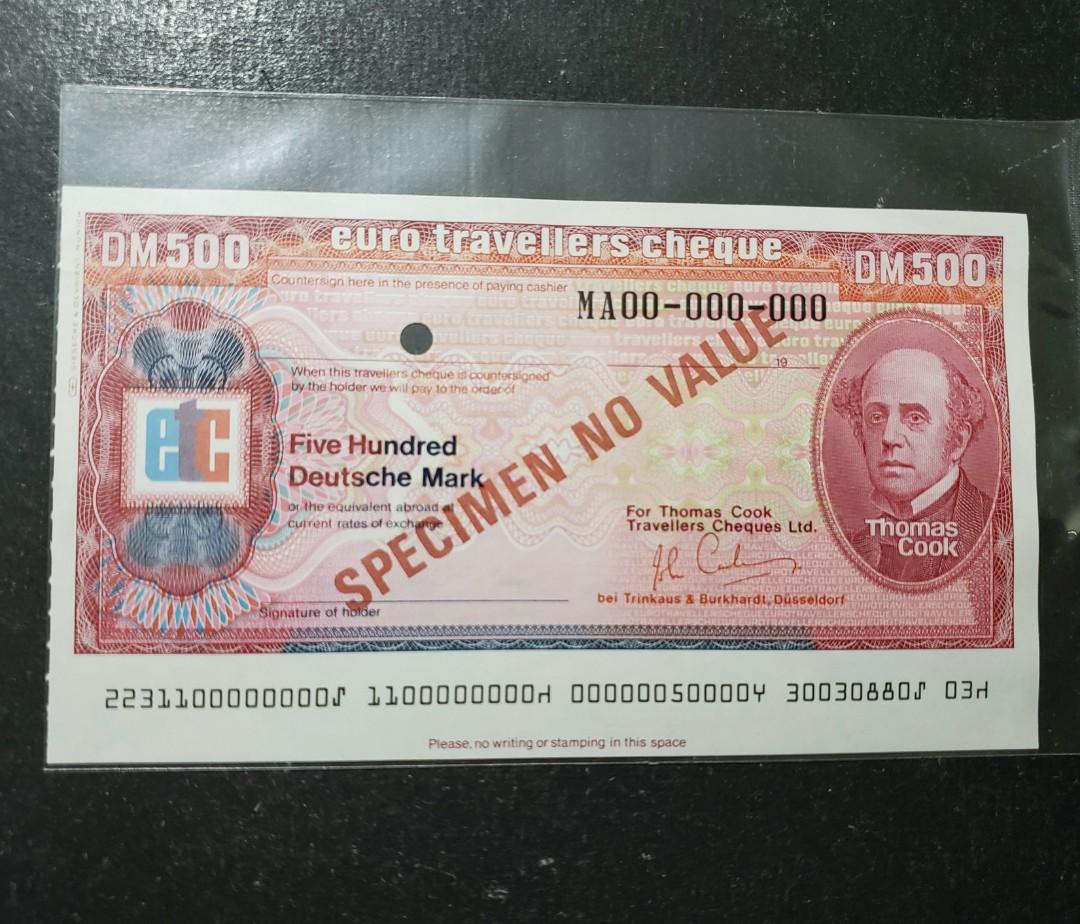 DM500 euro travellers cheque DM500
Countersign here in the presence of paying cashier
MA00-000-000
19
When this travellers cheque is countersigned
by the holder we will pay to the order of
etc
Five Hundred
Deutsche Mark
or the equivalent abroad at
current rates of exchange
SPECIMEN NO VALUE
For Thomas Cook
Travellers Cheques Ltd.
Thomas
Cook
bei Trinkaus & Burkhardt, Düsseldorf
Signature of holder
2231100000000 1100000000 00000050000 30030880 03
Please, no writing or stamping in this space